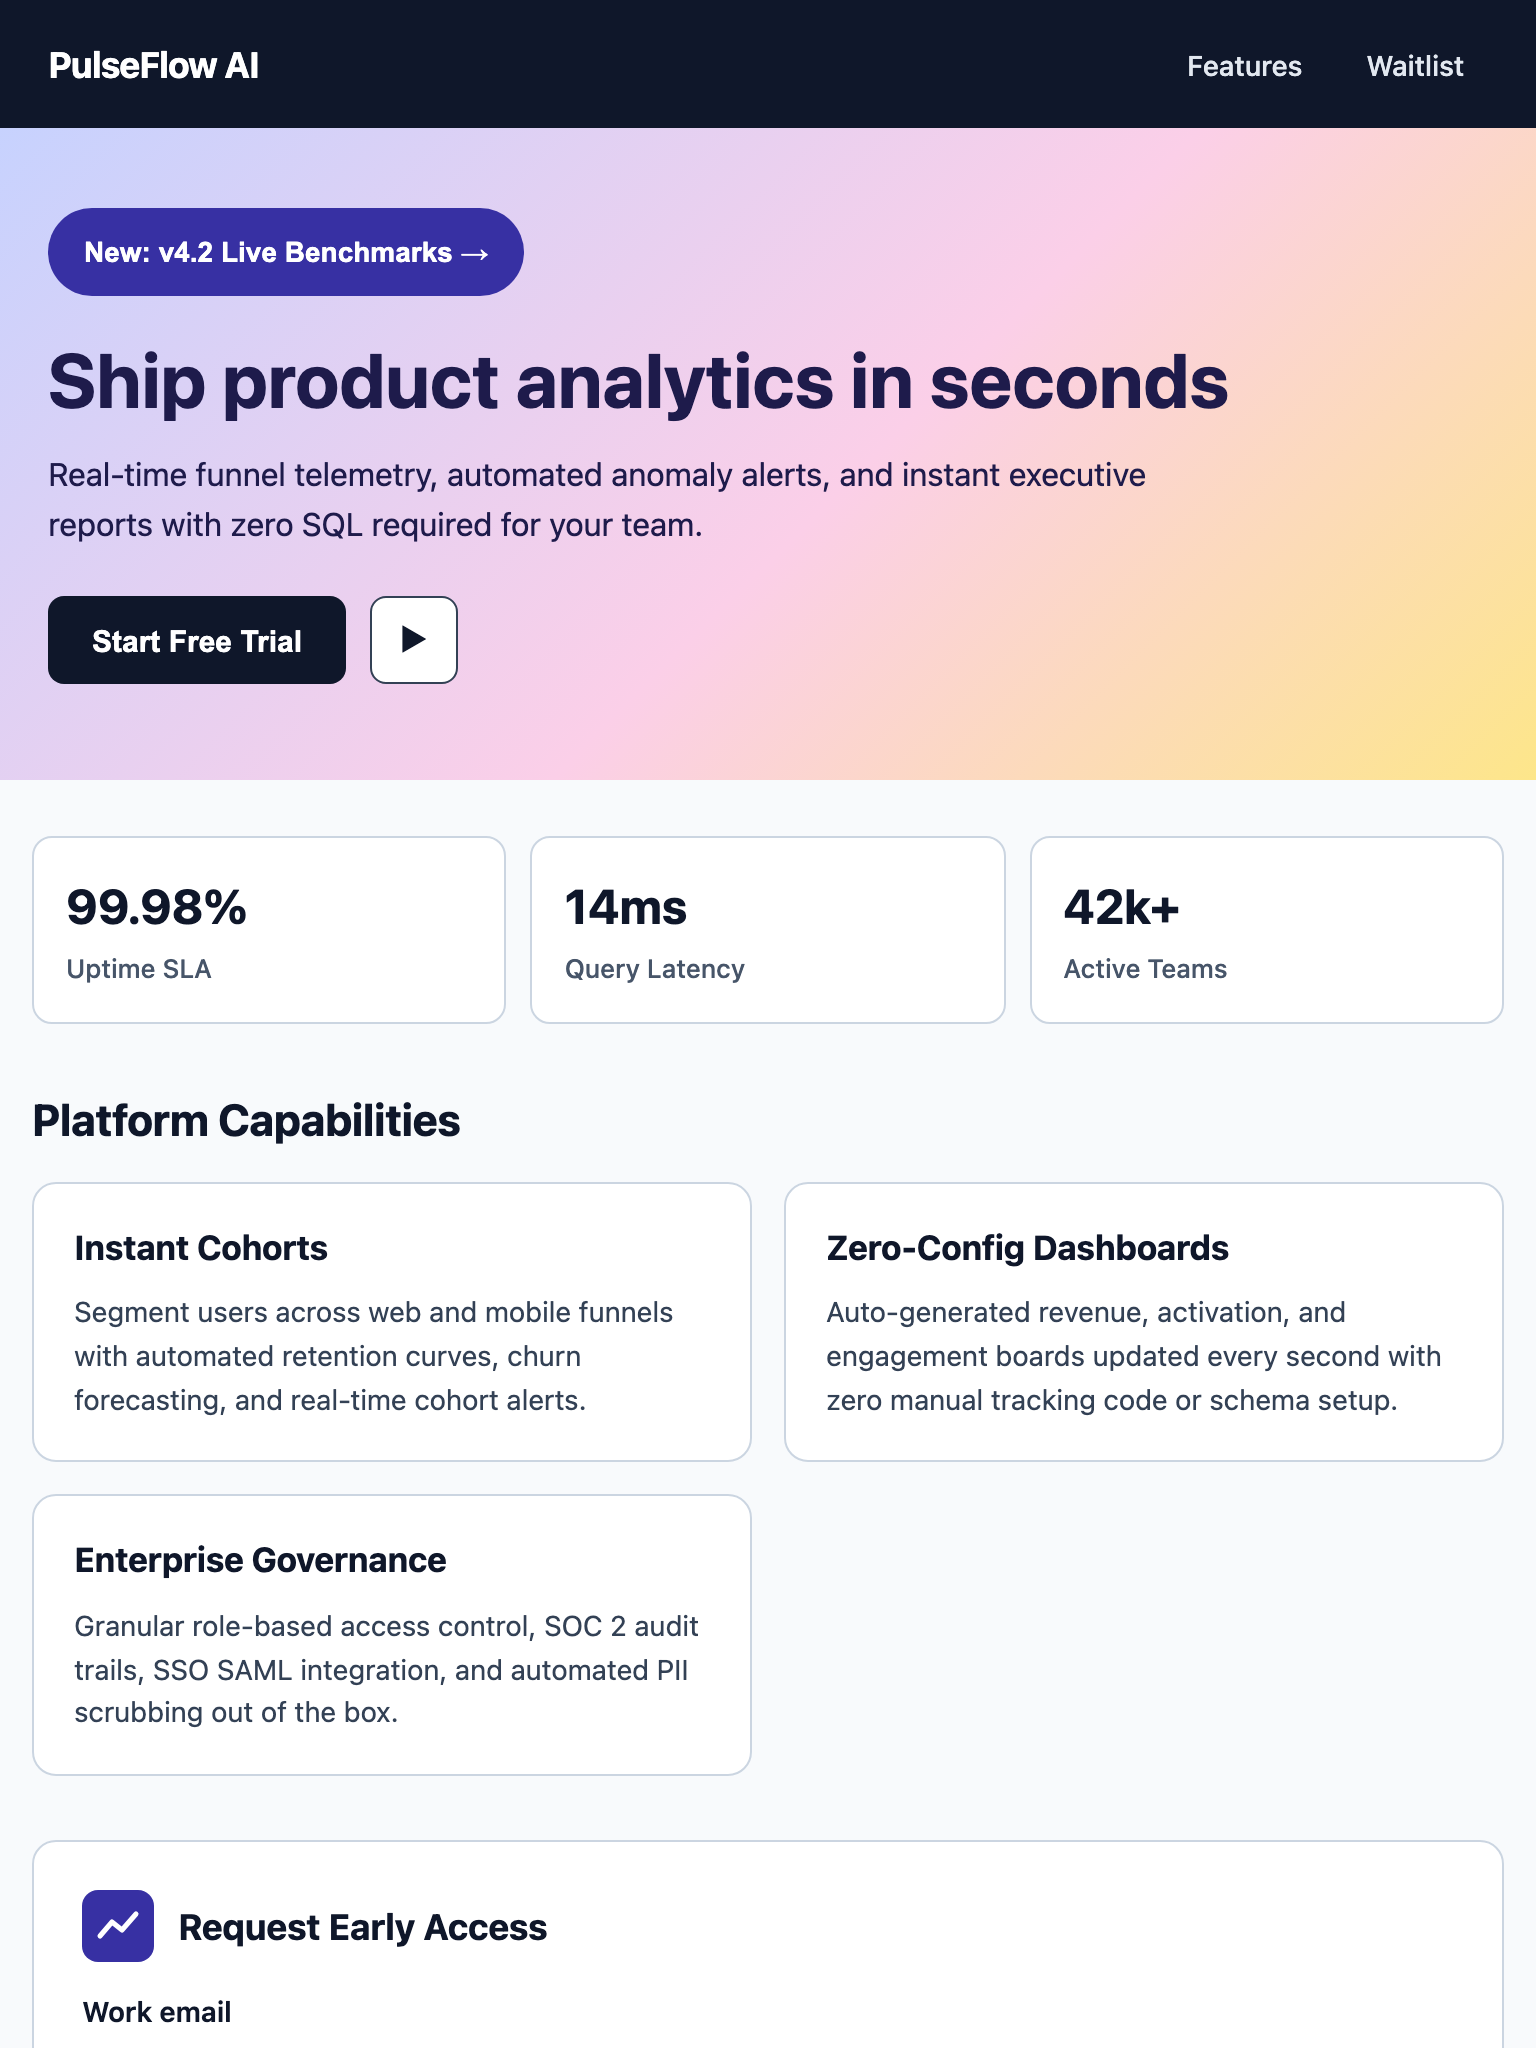 PulseFlow AI
Features
Waitlist
New: v4.2 Live Benchmarks →
Ship product analytics in seconds
Real-time funnel telemetry, automated anomaly alerts, and instant executive
reports with zero SQL required for your team.
Start Free Trial
99.98%
Uptime SLA
14ms
Query Latency
42k+
Active Teams
Platform Capabilities
Instant Cohorts
Segment users across web and mobile funnels
with automated retention curves, churn
forecasting, and real-time cohort alerts.
Zero-Config Dashboards
Auto-generated revenue, activation, and
engagement boards updated every second with
zero manual tracking code or schema setup.
Enterprise Governance
Granular role-based access control, SOC 2 audit
trails, SSO SAML integration, and automated PII
scrubbing out of the box.
Request Early Access
Work email